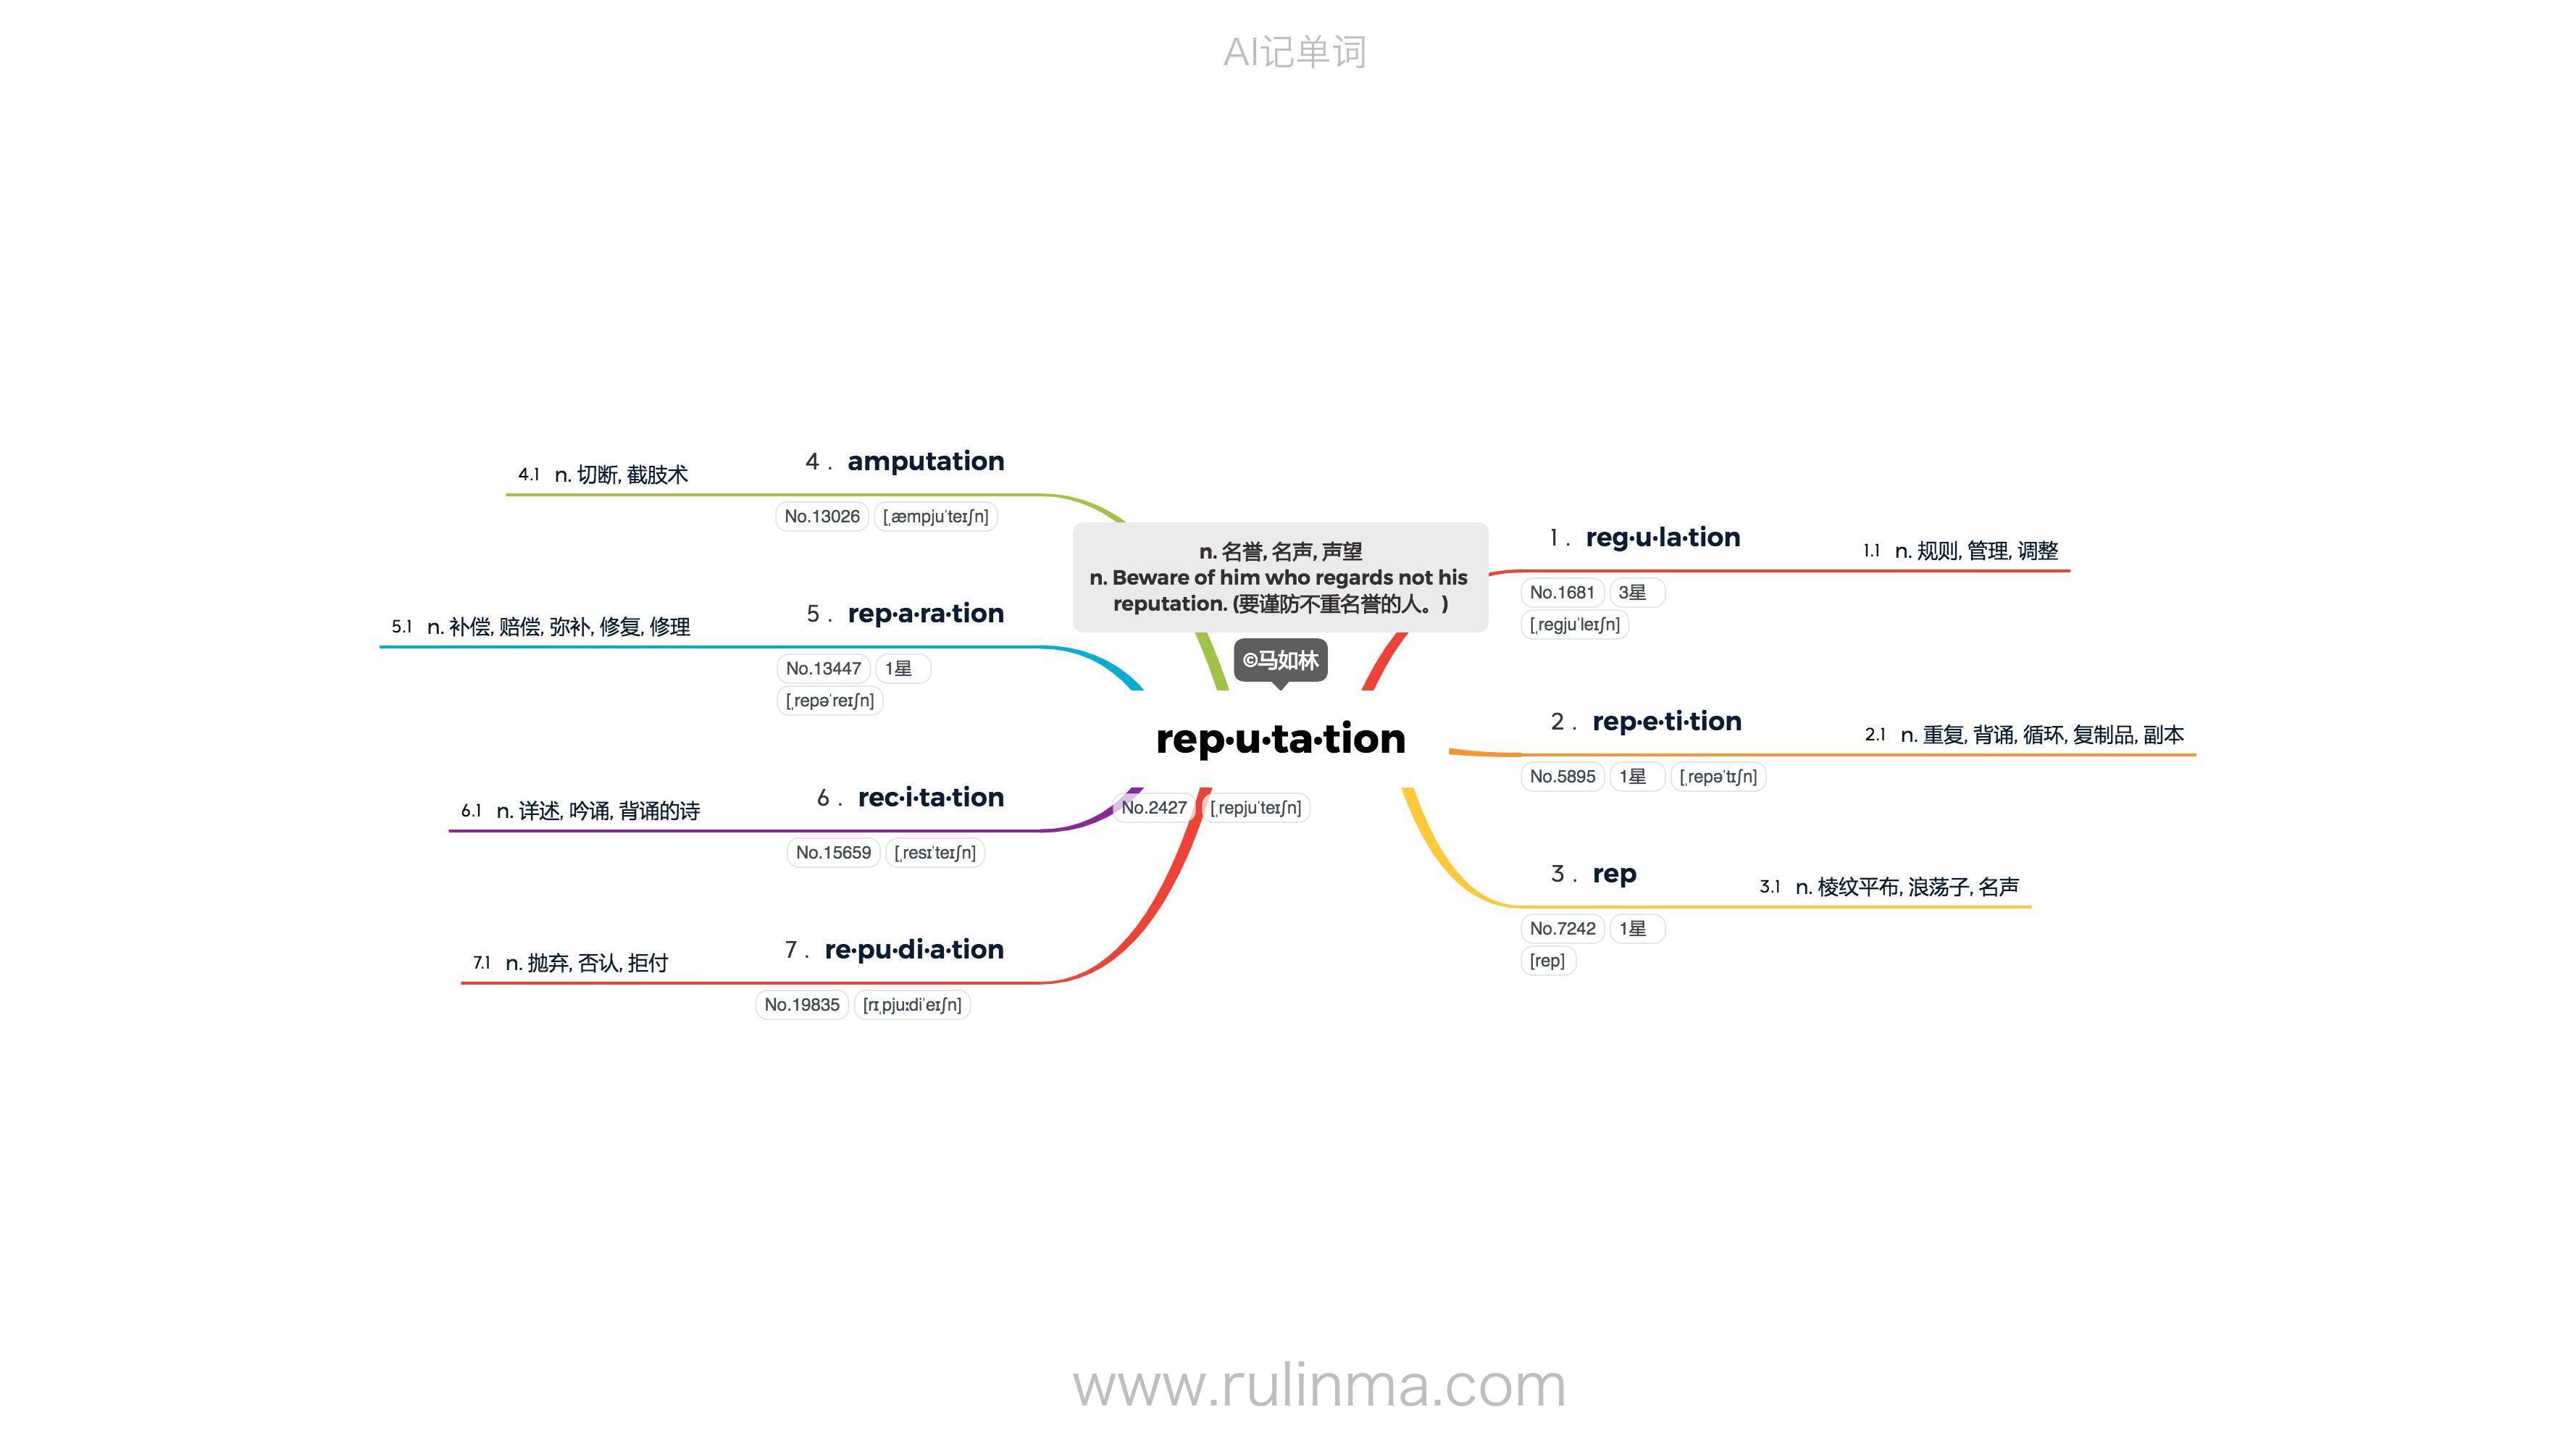 AI记单词
n. 名誉, 名声, 声望
n. Beware of him who regards not his
reputation. (要谨防不重名誉的人。)
©马如林
rep·u·ta·tion
No.2427 [ˌrepjuˈteɪʃn]
1 . reg·u·la·tion
1.1 n. 规则, 管理, 调整
No.1681 3星
[ˌregjuˈleɪʃn]
2 . rep·e·ti·tion
2.1 n. 重复, 背诵, 循环, 复制品, 副本
No.5895 1星 [ˌrepəˈtɪʃn]
3 . rep
3.1 n. 棱纹平布, 浪荡子, 名声
No.7242 1星
[rep]
4 . amputation
4.1 n. 切断, 截肢术
No.13026 [ˌæmpjuˈteɪʃn]
5 . rep·a·ra·tion
5.1 n. 补偿, 赔偿, 弥补, 修复, 修理
No.13447 1星
[ˌrepəˈreɪʃn]
6 . rec·i·ta·tion
6.1 n. 详述, 吟诵, 背诵的诗
No.15659 [ˌresɪˈteɪʃn]
7 . re·pu·di·a·tion
7.1 n. 抛弃, 否认, 拒付
No.19835 [rɪˌpjuːdiˈeɪʃn]
www.rulinma.com